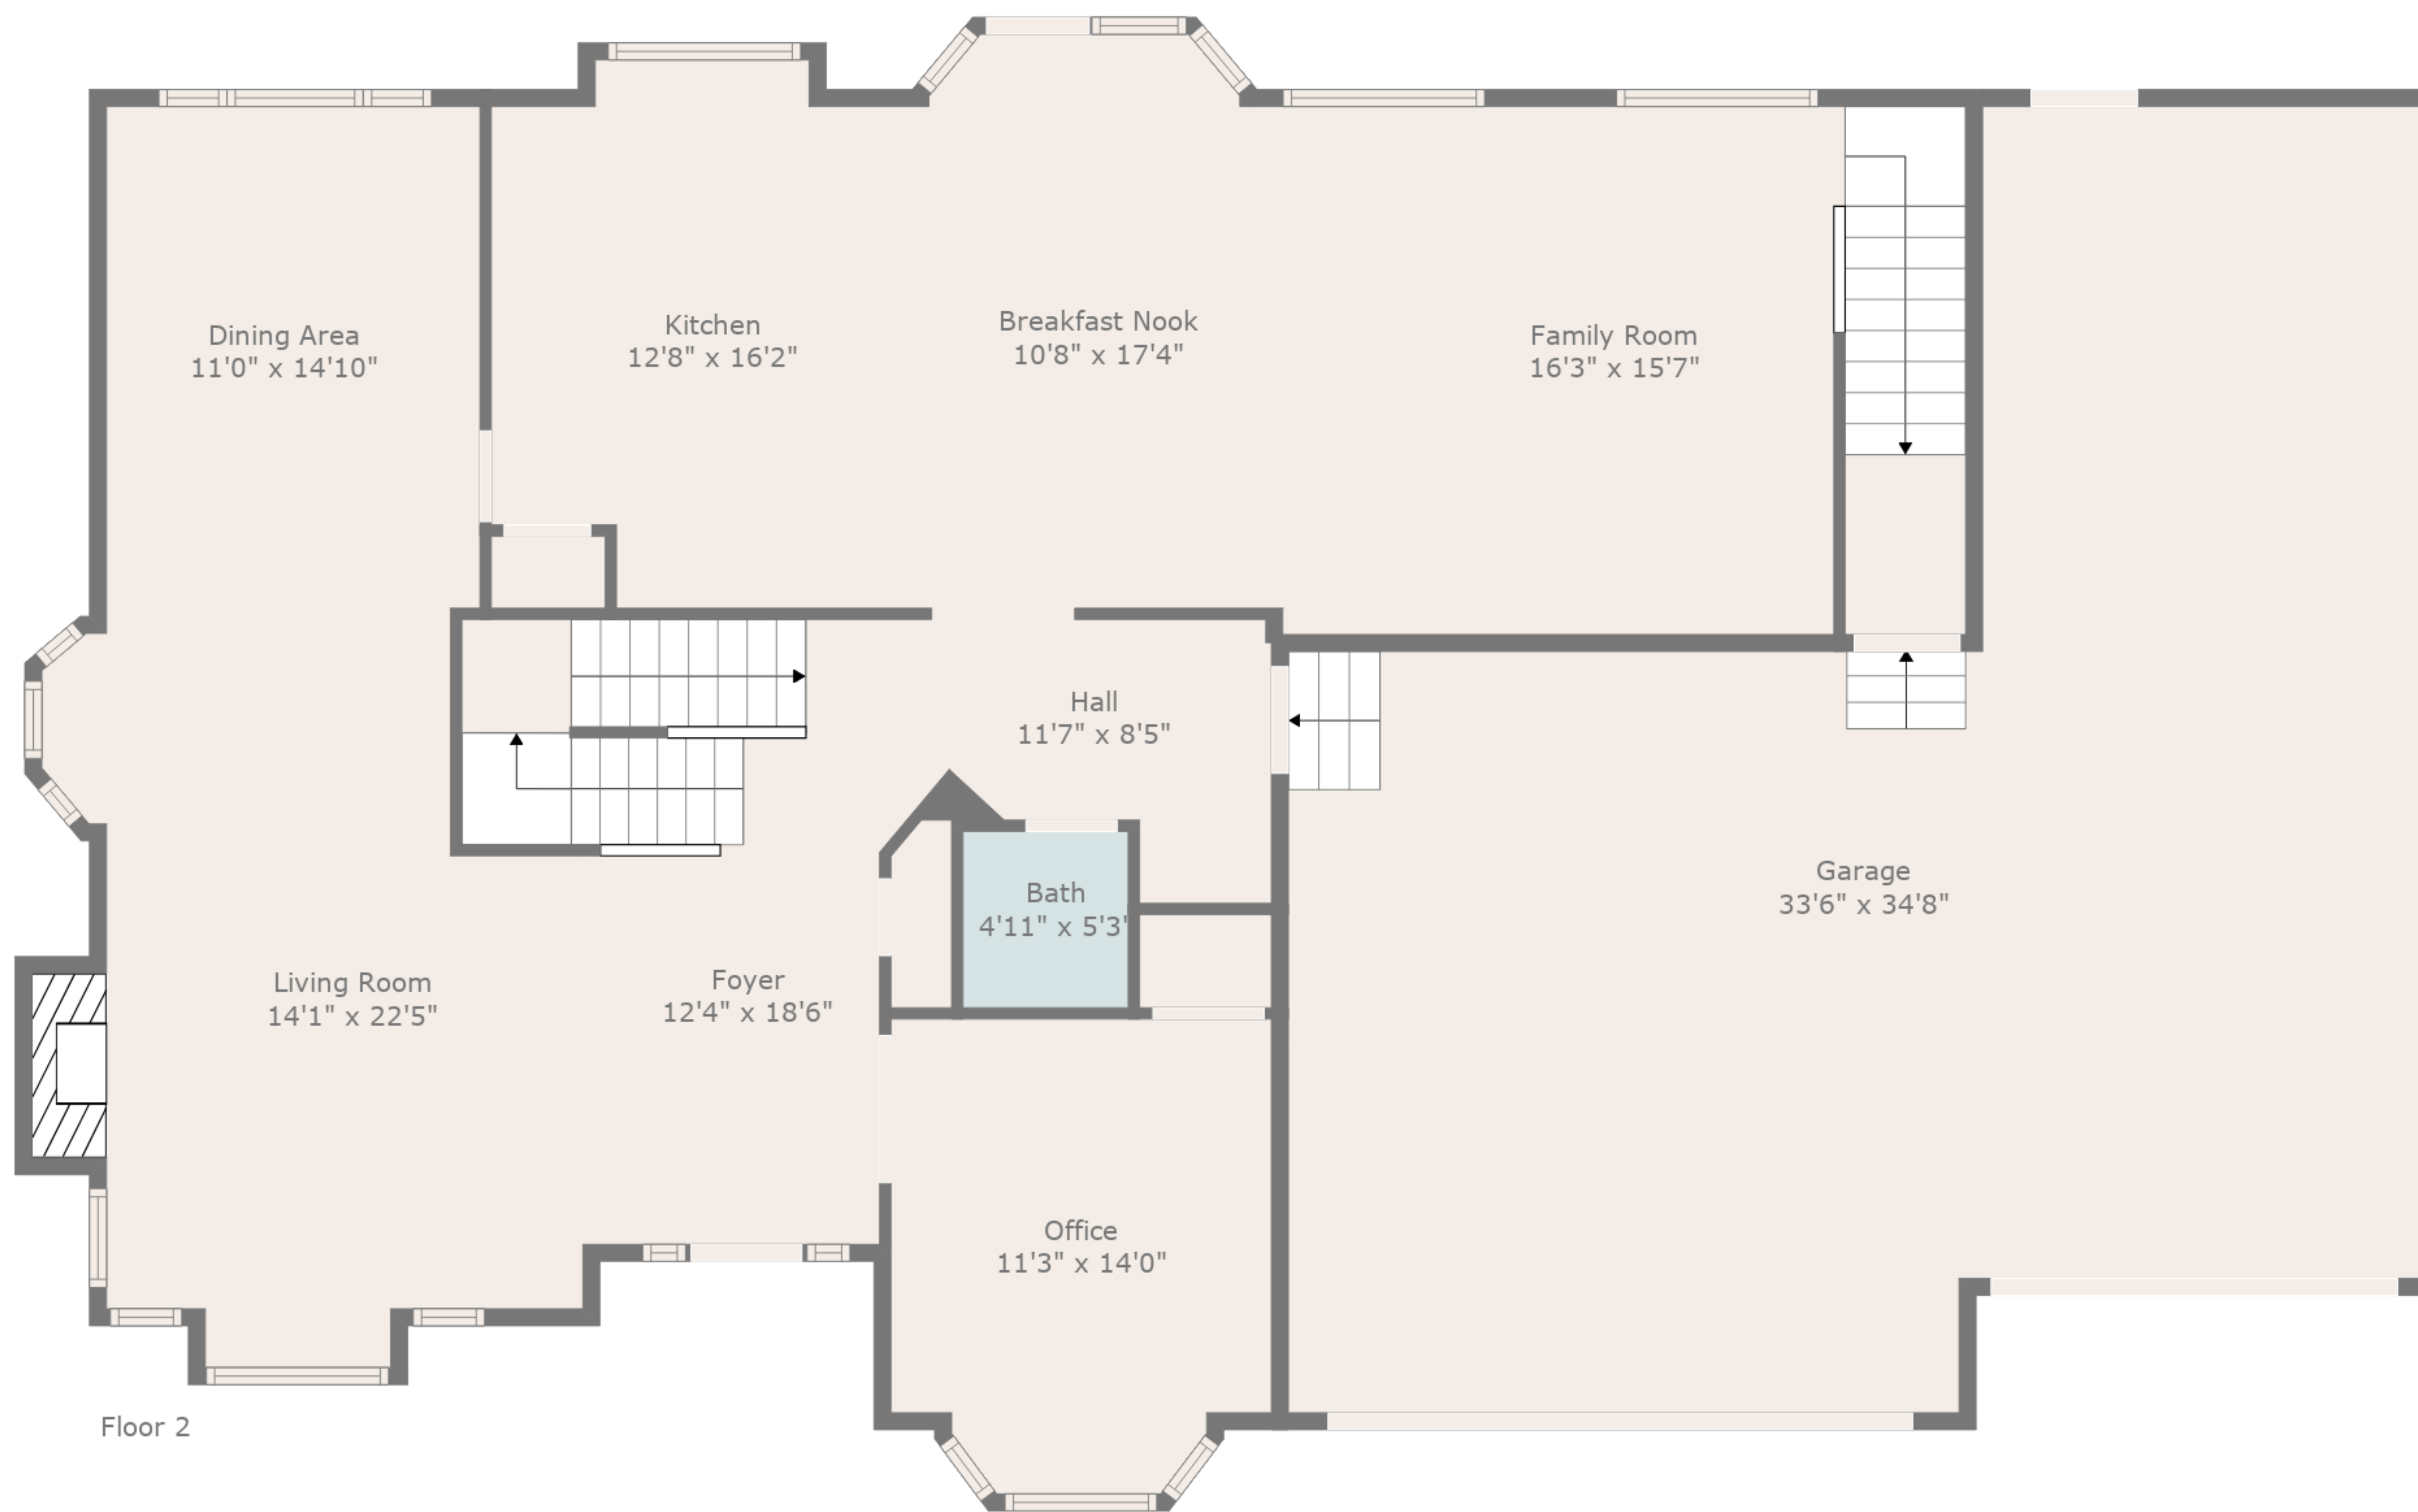 Dining Area
11'0" x 14'10"
Kitchen
12'8" x 16'2"
Breakfast Nook
10'8" x 17'4"
Family Room
16'3" x 15'7"
Hall
11'7" x 8'5"
Garage
33'6" x 34'8"
Bath
4'11" x 5'3"
Living Room
14'1" x 22'5"
Foyer
12'4" x 18'6"
Office
11'3" x 14'0"
Floor 2